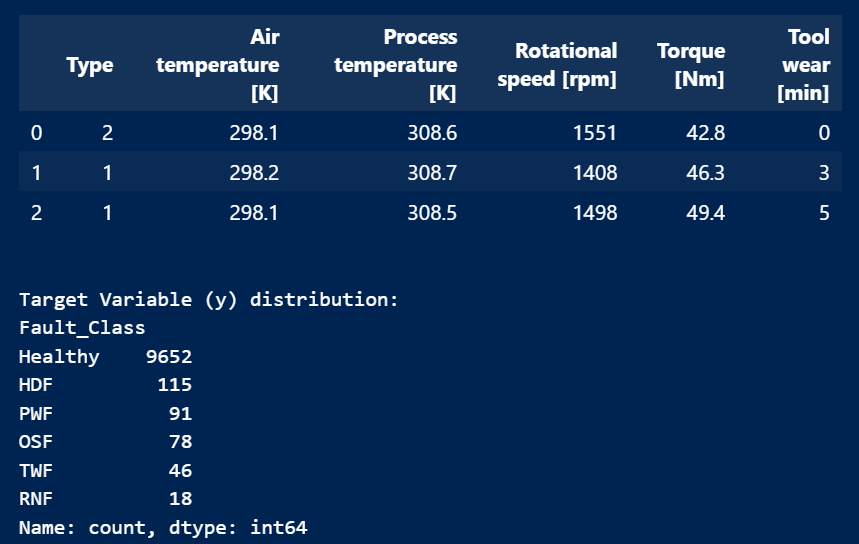 Type Air temperature [K] Process temperature [K] Rotational speed [rpm] Torque [Nm] Tool wear [min]
0 2 298.1 308.6 1551 42.8 0
1 1 298.2 308.7 1408 46.3 3
2 1 298.1 308.5 1498 49.4 5
Target Variable (y) distribution:
Fault_Class
Healthy 9652
HDF 115
PWF 91
OSF 78
TWF 46
RNF 18
Name: count, dtype: int64